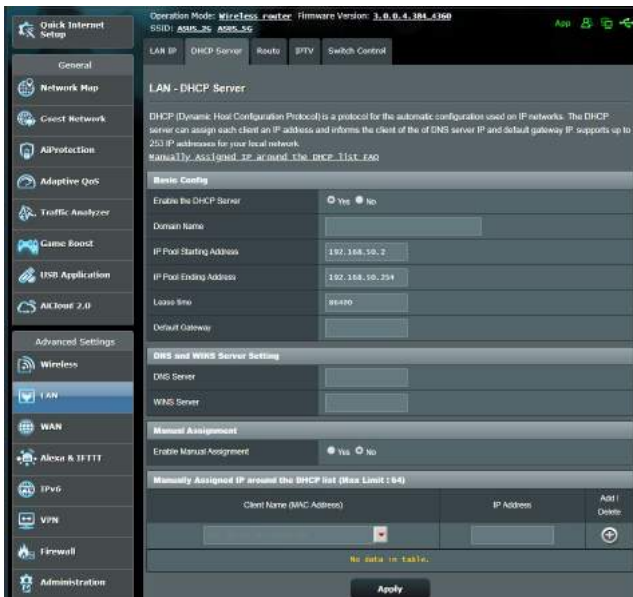 Quick Internet
Setup
Operation Mode: Wireless router Firmware Version: 3.0.0.4.384_4360
SSID: ASUS_2G ASUS_5G
App
LAN IP
DHCP Server
Route
IPTV
Switch Control
General
Network Map
Guest Network
AiProtection
Adaptive QoS
Traffic Analyzer
Game Boost
USB Application
AiCloud 2.0
Advanced Settings
Wireless
LAN
WAN
Alexa & IFTTT
IPv6
VPN
Firewall
Administration
LAN - DHCP Server
DHCP (Dynamic Host Configuration Protocol) is a protocol for the automatic configuration used on IP networks. The DHCP
server can assign each client an IP address and informs the client of the of DNS server IP and default gateway IP supports up to
253 IP addresses for your local network
Manually Assigned IP around the DHCP list FAQ
Basic Config
Enable the DHCP Server Yes No
Domain Name
IP Pool Starting Address 192.168.50.2
IP Pool Ending Address 192.168.50.254
Lease time 86400
Default Gateway
DNS and WINS Server Setting
DNS Server
WINS Server
Manual Assignment
Enable Manual Assignment Yes No
Manually Assigned IP around the DHCP list (Max Limit : 64)
Client Name (MAC Address) IP Address Add /
Delete
No data in table.
Apply